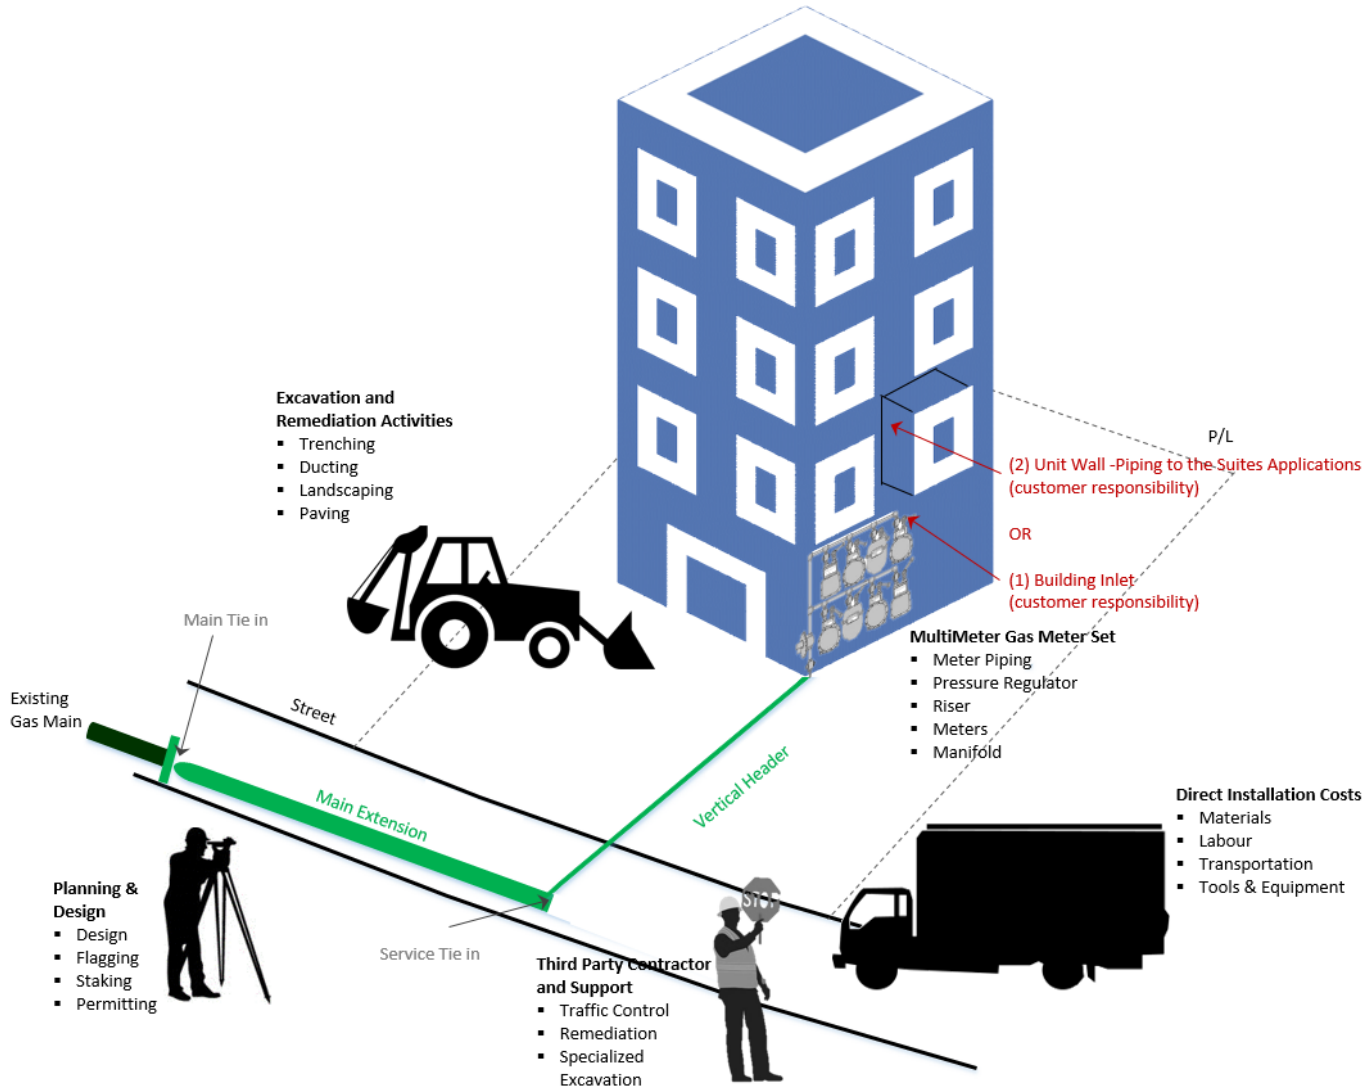 Excavation and
Remediation Activities
▪ Trenching
▪ Ducting
▪ Landscaping
▪ Paving
P/L
(2) Unit Wall -Piping to the Suites Applications
(customer responsibility)
OR
(1) Building Inlet
(customer responsibility)
MultiMeter Gas Meter Set
▪ Meter Piping
▪ Pressure Regulator
▪ Riser
▪ Meters
▪ Manifold
Main Tie in
Existing
Gas Main
Street
Main Extension
Vertical Header
Service Tie in
Planning &
Design
▪ Design
▪ Flagging
▪ Staking
▪ Permitting
STOP
Third Party Contractor
and Support
▪ Traffic Control
▪ Remediation
▪ Specialized
Excavation
Direct Installation Costs
▪ Materials
▪ Labour
▪ Transportation
▪ Tools & Equipment